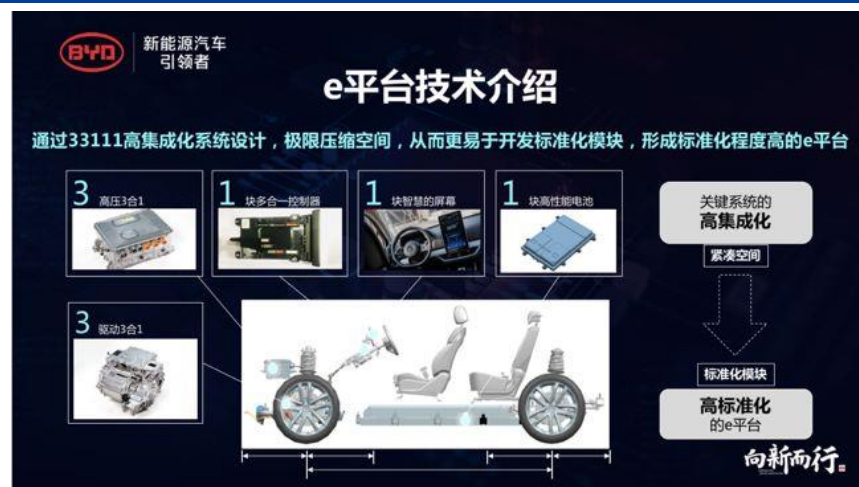 BYD
新能源汽车
引领者
e平台技术介绍
通过33111高集成化系统设计，极限压缩空间，从而更易于开发标准化模块，形成标准化程度高的e平台
3 高压3合1
1 块多合一控制器
1 块智慧的屏幕
1 块高性能电池
关键系统的
高集成化
紧凑空间
3 驱动3合1
标准化模块
高标准化
的e平台
向新而行